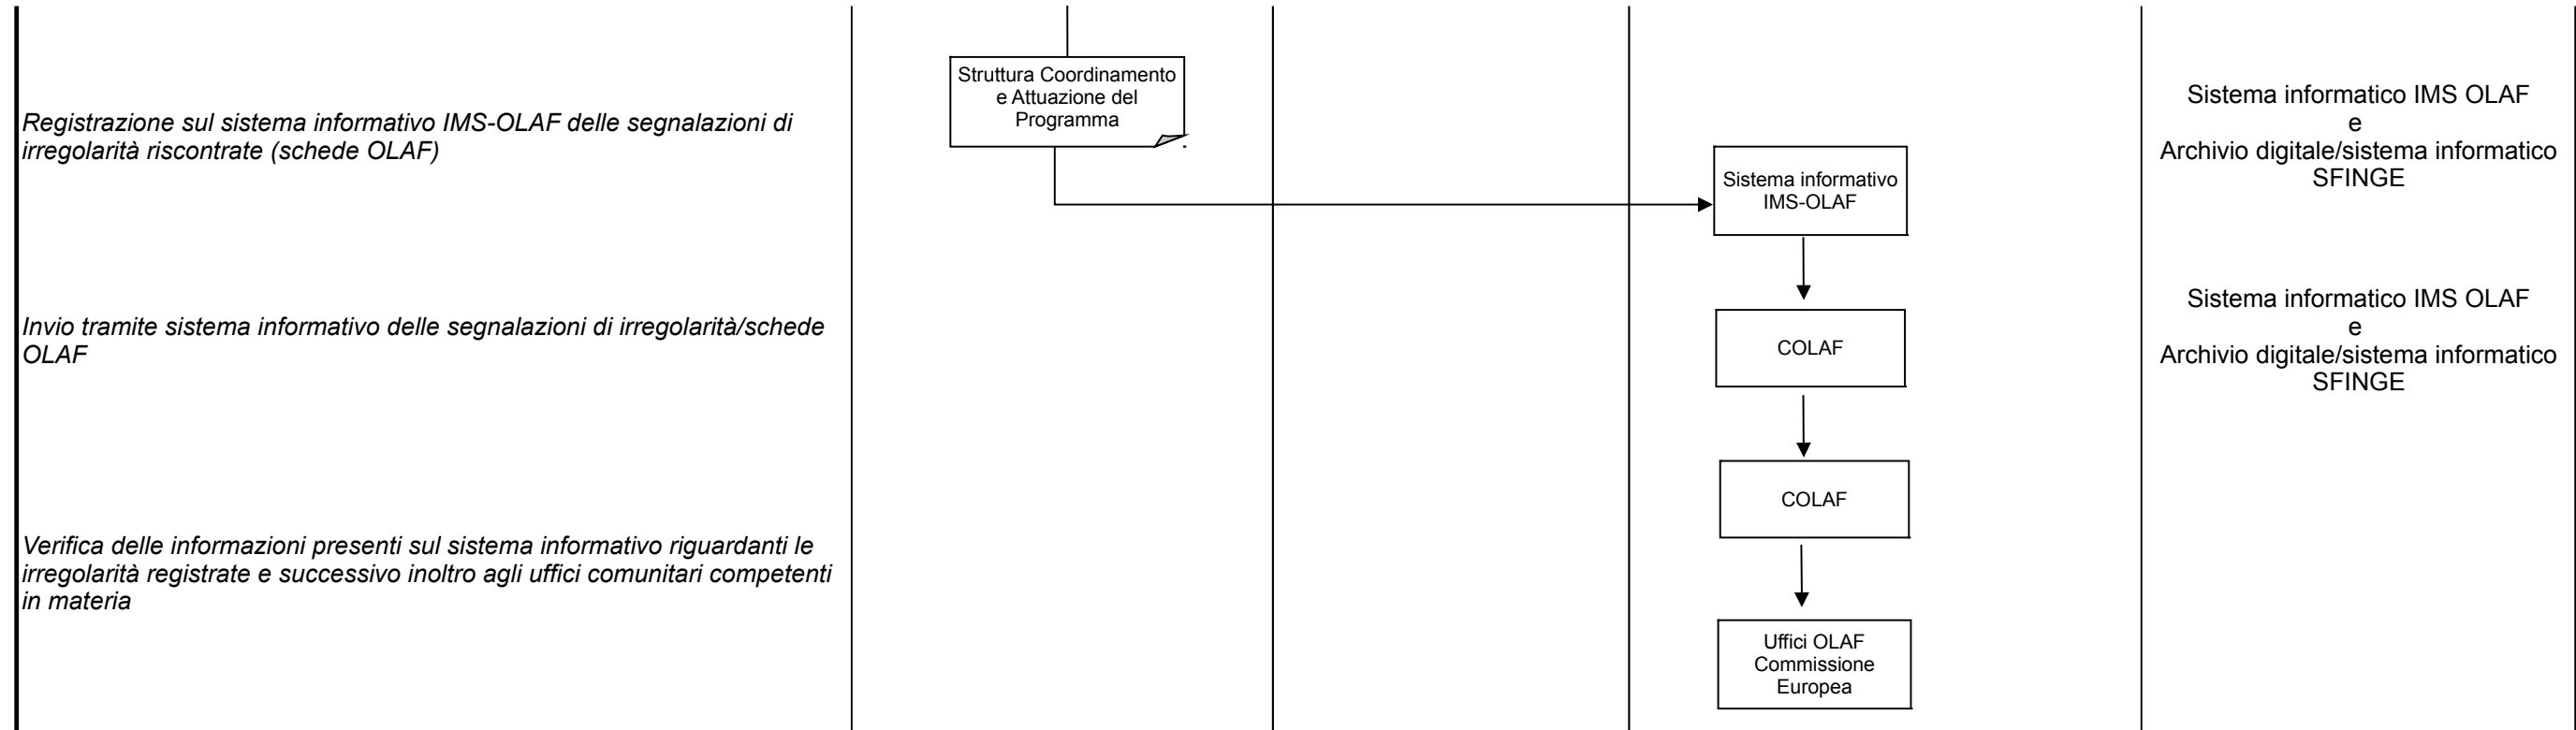 Struttura Coordinamento
e Attuazione del
Programma
Registrazione sul sistema informativo IMS-OLAF delle segnalazioni di
irregolarità riscontrate (schede OLAF)
Sistema informatico IMS OLAF
e
Archivio digitale/sistema informatico
SFINGE
Sistema informativo
IMS-OLAF
Invio tramite sistema informativo delle segnalazioni di irregolarità/schede
OLAF
COLAF
Sistema informatico IMS OLAF
e
Archivio digitale/sistema informatico
SFINGE
COLAF
Verifica delle informazioni presenti sul sistema informativo riguardanti le
irregolarità registrate e successivo inoltro agli uffici comunitari competenti
in materia
Uffici OLAF
Commissione
Europea